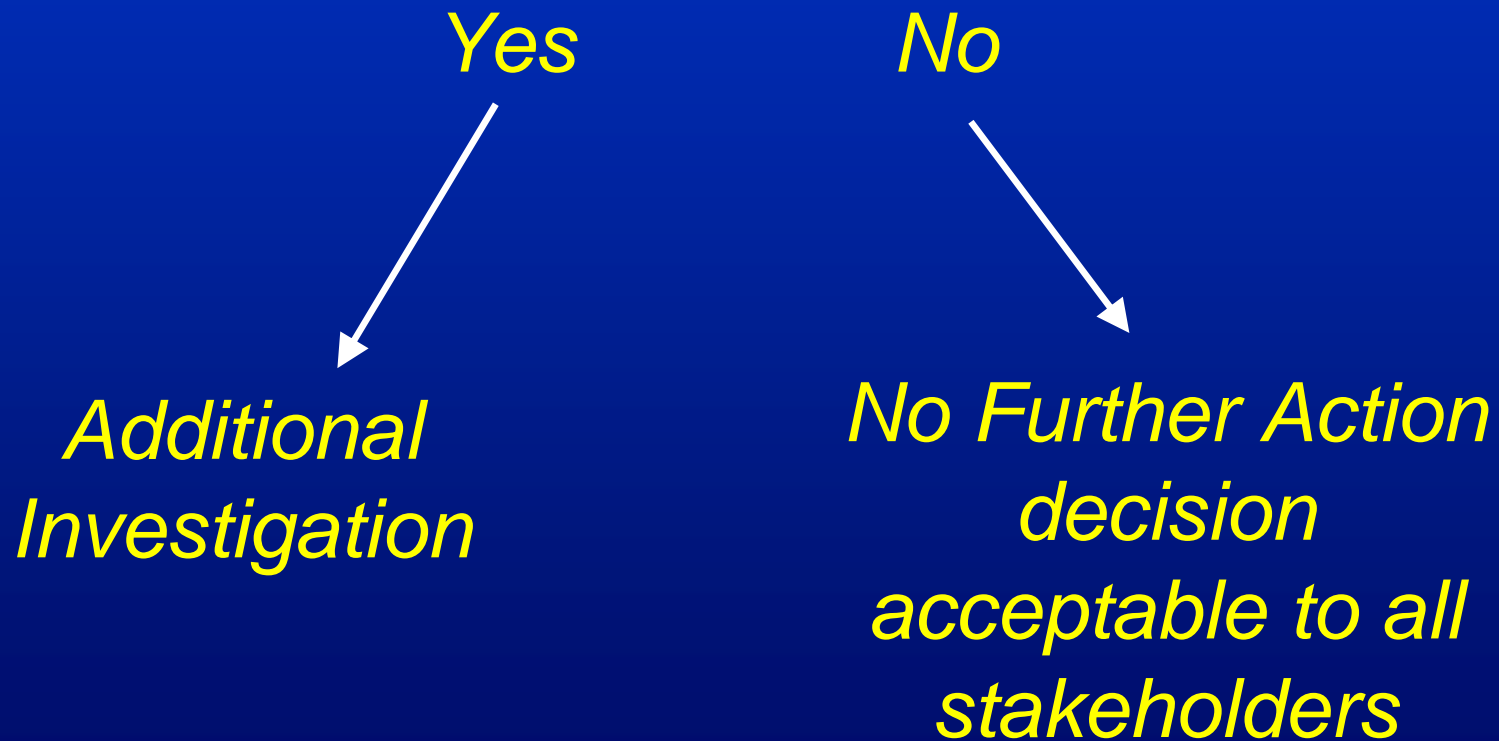 Yes
No
Additional
Investigation
No Further Action
decision
acceptable to all
stakeholders